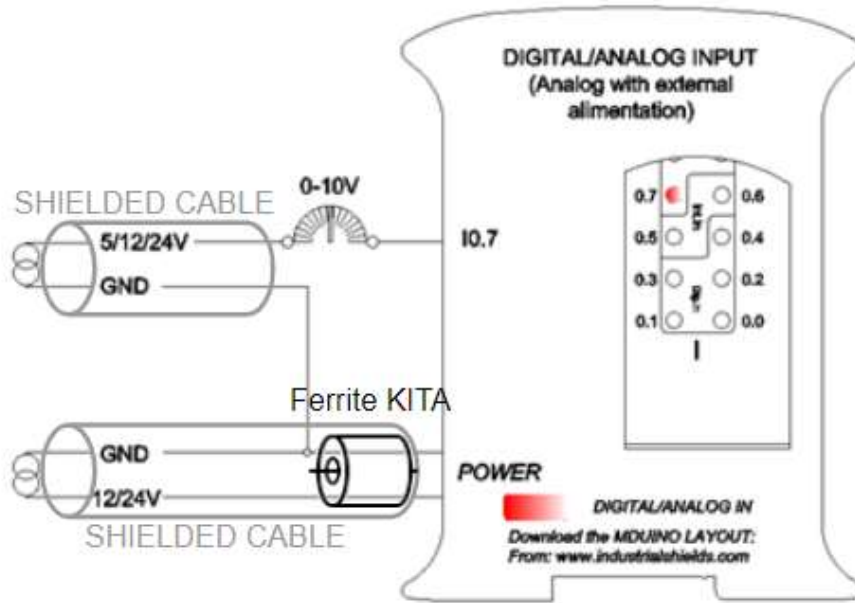 DIGITAL/ANALOG INPUT
(Analog with external
alimentation)
SHIELDED CABLE
0-10V
5/12/24V
I0.7
GND
0.7
0.6
0.5
0.4
0.3
0.2
0.1
0.0
I
Ferrite KITA
GND
12/24V
SHIELDED CABLE
POWER
DIGITAL/ANALOG IN
Download the MDUINO LAYOUT:
From: www.industrialshields.com